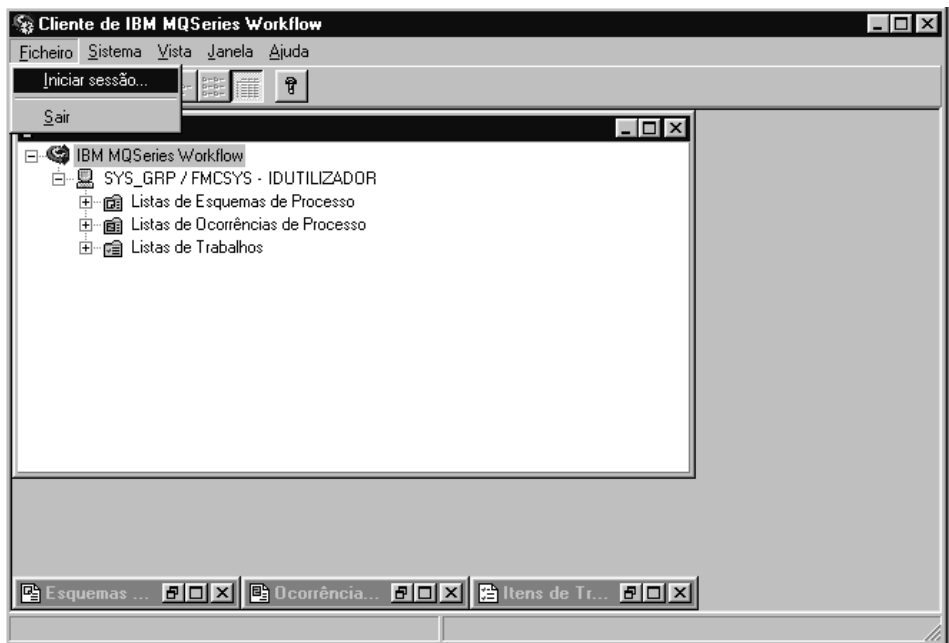 Cliente de IBM MQSeries Workflow
Ficheiro Sistema Vista Janela Ajuda
Iniciar sessão...
Sair
IBM MQSeries Workflow
SYS_GRP / FMCSYS - IDUTILIZADOR
Listas de Esquemas de Processo
Listas de Ocorrências de Processo
Listas de Trabalhos
Esquemas ... Ocorrência... Itens de Tr...